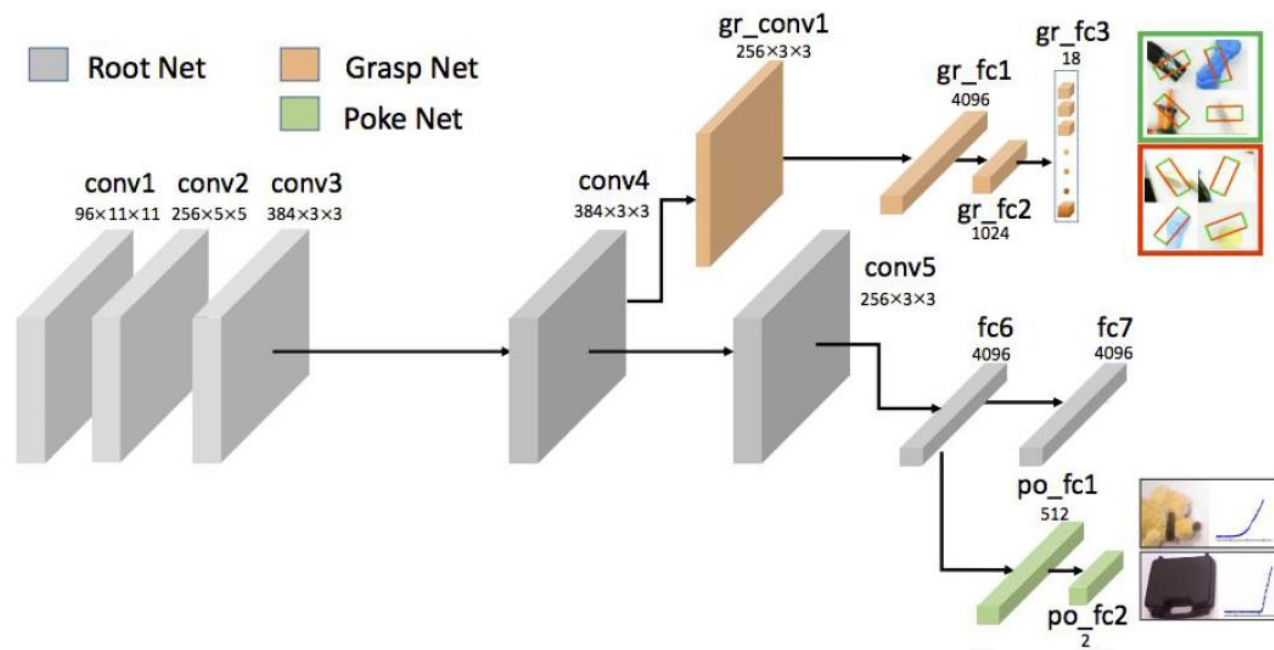 Root Net
Grasp Net
Poke Net
conv1
96×11×11
conv2
256×5×5
conv3
384×3×3
conv4
384×3×3
gr_conv1
256×3×3
gr_fc1
4096
gr_fc2
1024
gr_fc3
18
conv5
256×3×3
fc6
4096
fc7
4096
po_fc1
512
po_fc2
2